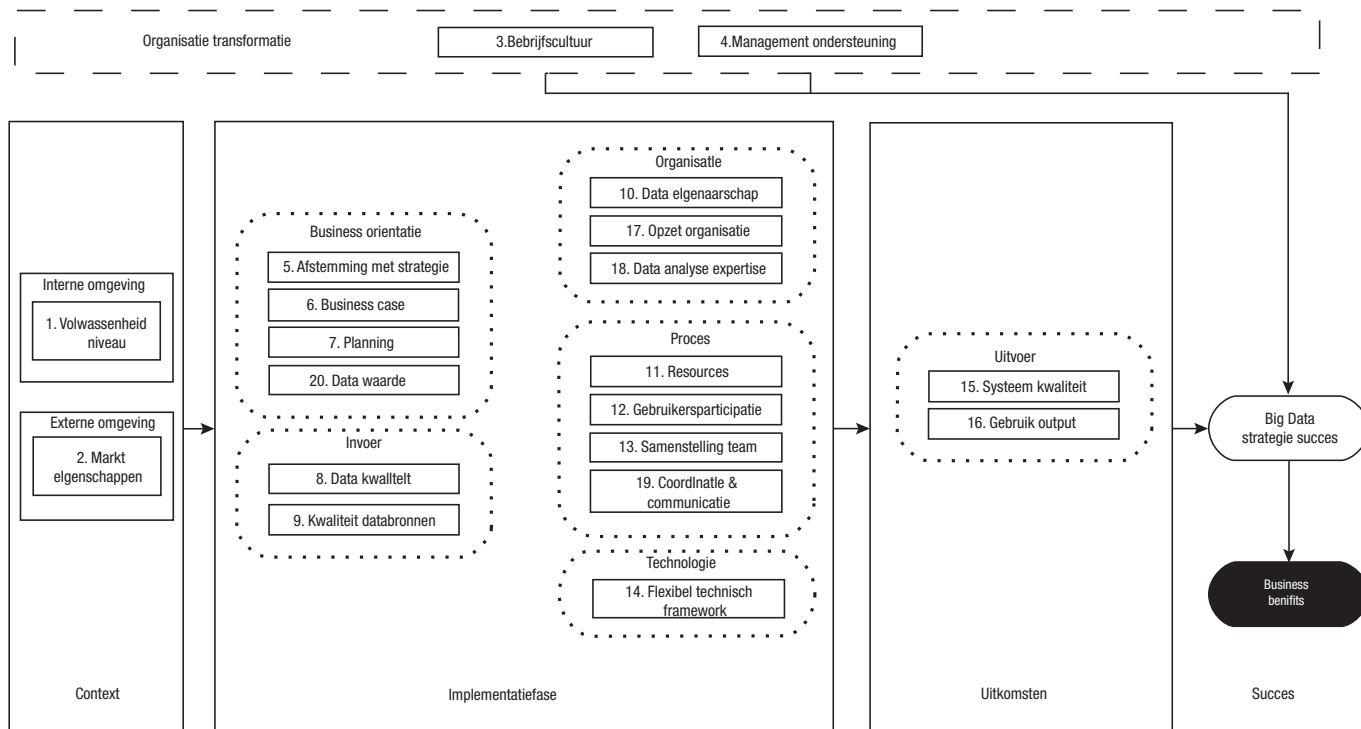 Organisatie transformatie
3.Bebrijfscultuur
4.Management ondersteuning
Interne omgeving
1. Volwassenheid
niveau
Externe omgeving
2. Markt
eigenschappen
Context
Business orientatie
5. Afstemming met strategie
6. Business case
7. Planning
20. Data waarde
Invoer
8. Data kwalltelt
9. Kwaliteit databronnen
Organisatle
10. Data elgenaarschap
17. Opzet organisatie
18. Data analyse expertise
Proces
11. Resources
12. Gebruikersparticipatie
13. Samenstelling team
19. Coordlnatle &
communicatie
Technologie
14. Flexibel technisch
framework
Implementatiefase
Uitvoer
15. Systeem kwaliteit
16. Gebruik output
Uitkomsten
Big Data
strategie succes
Business
benifits
Succes